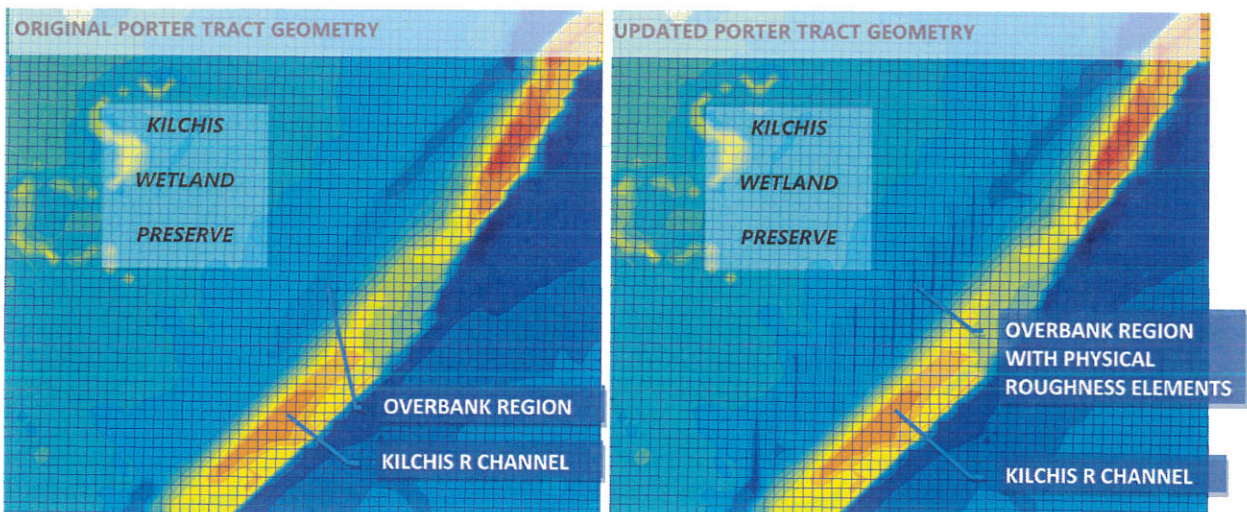 ORIGINAL PORTER TRACT GEOMETRY
KILCHIS
WETLAND
PRESERVE
OVERBANK REGION
KILCHIS R CHANNEL
UPDATED PORTER TRACT GEOMETRY
KILCHIS
WETLAND
PRESERVE
OVERBANK REGION
WITH PHYSICAL
ROUGHNESS ELEMENTS
KILCHIS R CHANNEL